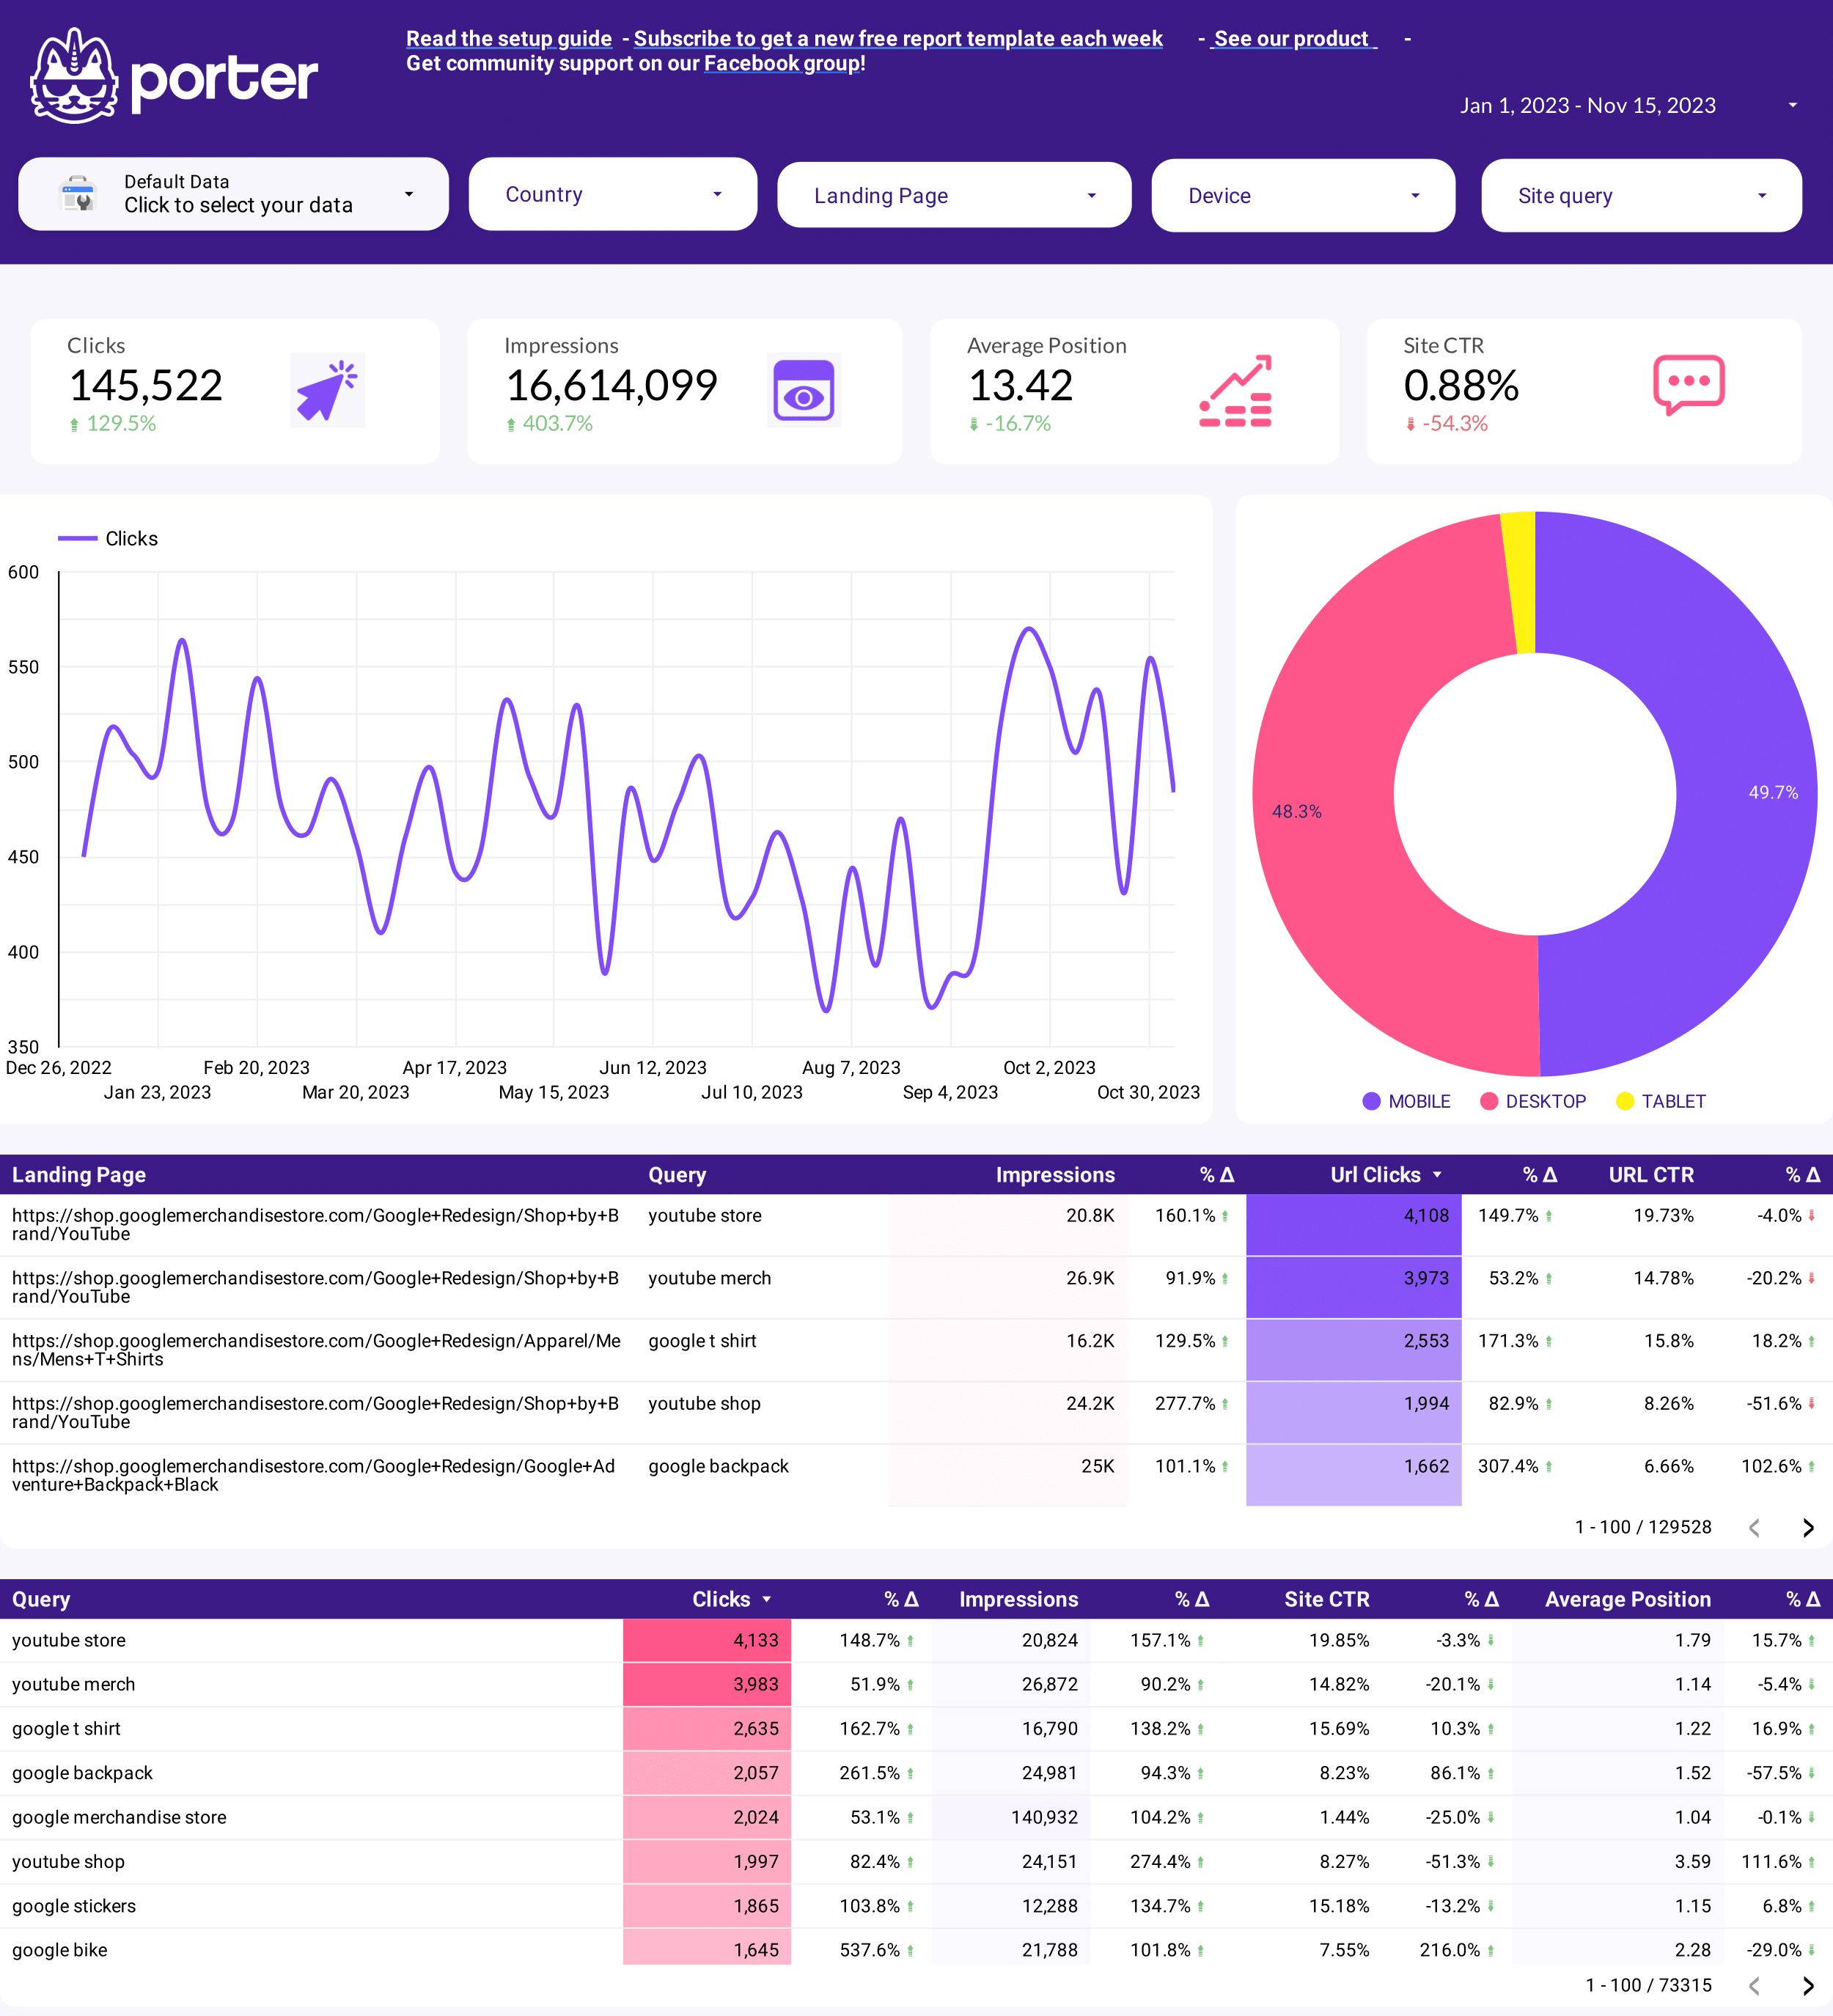 porter
Read the setup guide - Subscribe to get a new free report template each week - See our product -
Get community support on our Facebook group!
Jan 1, 2023 - Nov 15, 2023
Default Data
Click to select your data
Country
Landing Page
Device
Site query
Clicks
145,522
129.5%
Impressions
16,614,099
403.7%
Average Position
13.42
-16.7%
Site CTR
0.88%
-54.3%
Clicks
600
550
500
450
400
350
Dec 26, 2022 Feb 20, 2023 Apr 17, 2023 Jun 12, 2023 Aug 7, 2023 Oct 2, 2023
Jan 23, 2023 Mar 20, 2023 May 15, 2023 Jul 10, 2023 Sep 4, 2023 Oct 30, 2023
49.7%
48.3%
MOBILE DESKTOP TABLET
Landing Page Query Impressions % Δ Url Clicks % Δ URL CTR % Δ
https://shop.googlemerchandisestore.com/Google+Redesign/Shop+by+B youtube store 20.8K 160.1% 4,108 149.7% 19.73% -4.0%
rand/YouTube
https://shop.googlemerchandisestore.com/Google+Redesign/Shop+by+B youtube merch 26.9K 91.9% 3,973 53.2% 14.78% -20.2%
rand/YouTube
https://shop.googlemerchandisestore.com/Google+Redesign/Apparel/Me google t shirt 16.2K 129.5% 2,553 171.3% 15.8% 18.2%
ns/Mens+T+Shirts
https://shop.googlemerchandisestore.com/Google+Redesign/Shop+by+B youtube shop 24.2K 277.7% 1,994 82.9% 8.26% -51.6%
rand/YouTube
https://shop.googlemerchandisestore.com/Google+Redesign/Google+Ad google backpack 25K 101.1% 1,662 307.4% 6.66% 102.6%
venture+Backpack+Black
1 - 100 / 129528
Query Clicks % Δ Impressions % Δ Site CTR % Δ Average Position % Δ
youtube store 4,133 148.7% 20,824 157.1% 19.85% -3.3% 1.79 15.7%
youtube merch 3,983 51.9% 26,872 90.2% 14.82% -20.1% 1.14 -5.4%
google t shirt 2,635 162.7% 16,790 138.2% 15.69% 10.3% 1.22 16.9%
google backpack 2,057 261.5% 24,981 94.3% 8.23% 86.1% 1.52 -57.5%
google merchandise store 2,024 53.1% 140,932 104.2% 1.44% -25.0% 1.04 -0.1%
youtube shop 1,997 82.4% 24,151 274.4% 8.27% -51.3% 3.59 111.6%
google stickers 1,865 103.8% 12,288 134.7% 15.18% -13.2% 1.15 6.8%
google bike 1,645 537.6% 21,788 101.8% 7.55% 216.0% 2.28 -29.0%
1 - 100 / 73315